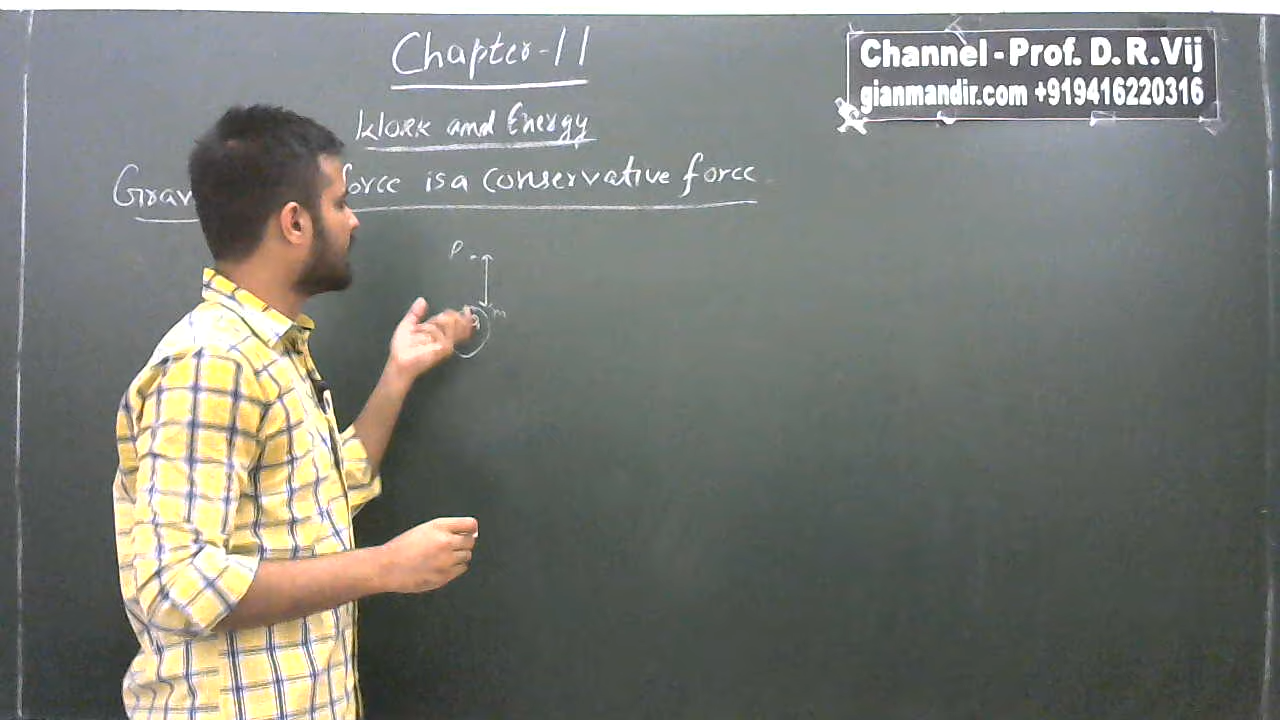 Chapter-11
Channel - Prof. D. R. Vij
gianmandir.com +919416220316
Work and Energy
Grav force is a conservative force
P
m